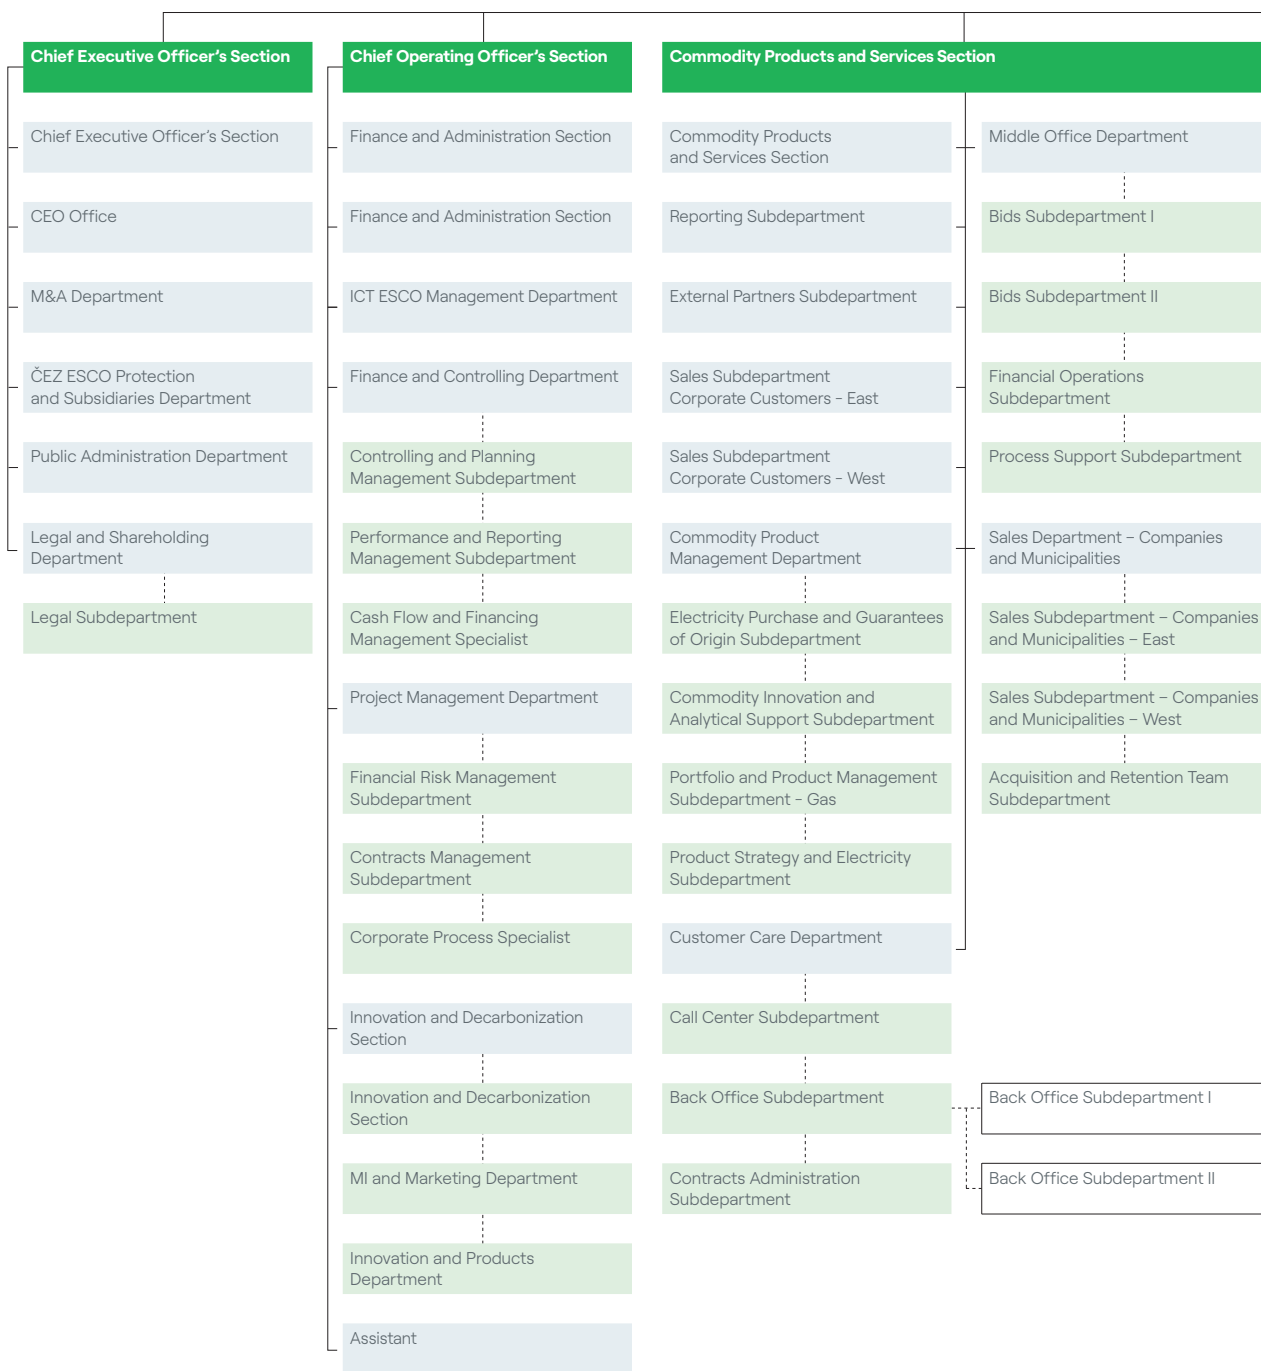 Chief Executive Officer's Section
Chief Executive Officer's Section
CEO Office
M&A Department
ČEZ ESCO Protection
and Subsidiaries Department
Public Administration Department
Legal and Shareholding
Department
Legal Subdepartment
Chief Operating Officer's Section
Finance and Administration Section
Finance and Administration Section
ICT ESCO Management Department
Finance and Controlling Department
Controlling and Planning
Management Subdepartment
Performance and Reporting
Management Subdepartment
Cash Flow and Financing
Management Specialist
Project Management Department
Financial Risk Management
Subdepartment
Contracts Management
Subdepartment
Corporate Process Specialist
Innovation and Decarbonization
Section
Innovation and Decarbonization
Section
MI and Marketing Department
Innovation and Products
Department
Assistant
Commodity Products and Services Section
Commodity Products
and Services Section
Reporting Subdepartment
External Partners Subdepartment
Sales Subdepartment
Corporate Customers - East
Sales Subdepartment
Corporate Customers - West
Commodity Product
Management Department
Electricity Purchase and Guarantees
of Origin Subdepartment
Commodity Innovation and
Analytical Support Subdepartment
Portfolio and Product Management
Subdepartment - Gas
Product Strategy and Electricity
Subdepartment
Customer Care Department
Call Center Subdepartment
Back Office Subdepartment
Contracts Administration
Subdepartment
Middle Office Department
Bids Subdepartment I
Bids Subdepartment II
Financial Operations
Subdepartment
Process Support Subdepartment
Sales Department – Companies
and Municipalities
Sales Subdepartment – Companies
and Municipalities – East
Sales Subdepartment – Companies
and Municipalities – West
Acquisition and Retention Team
Subdepartment
Back Office Subdepartment I
Back Office Subdepartment II